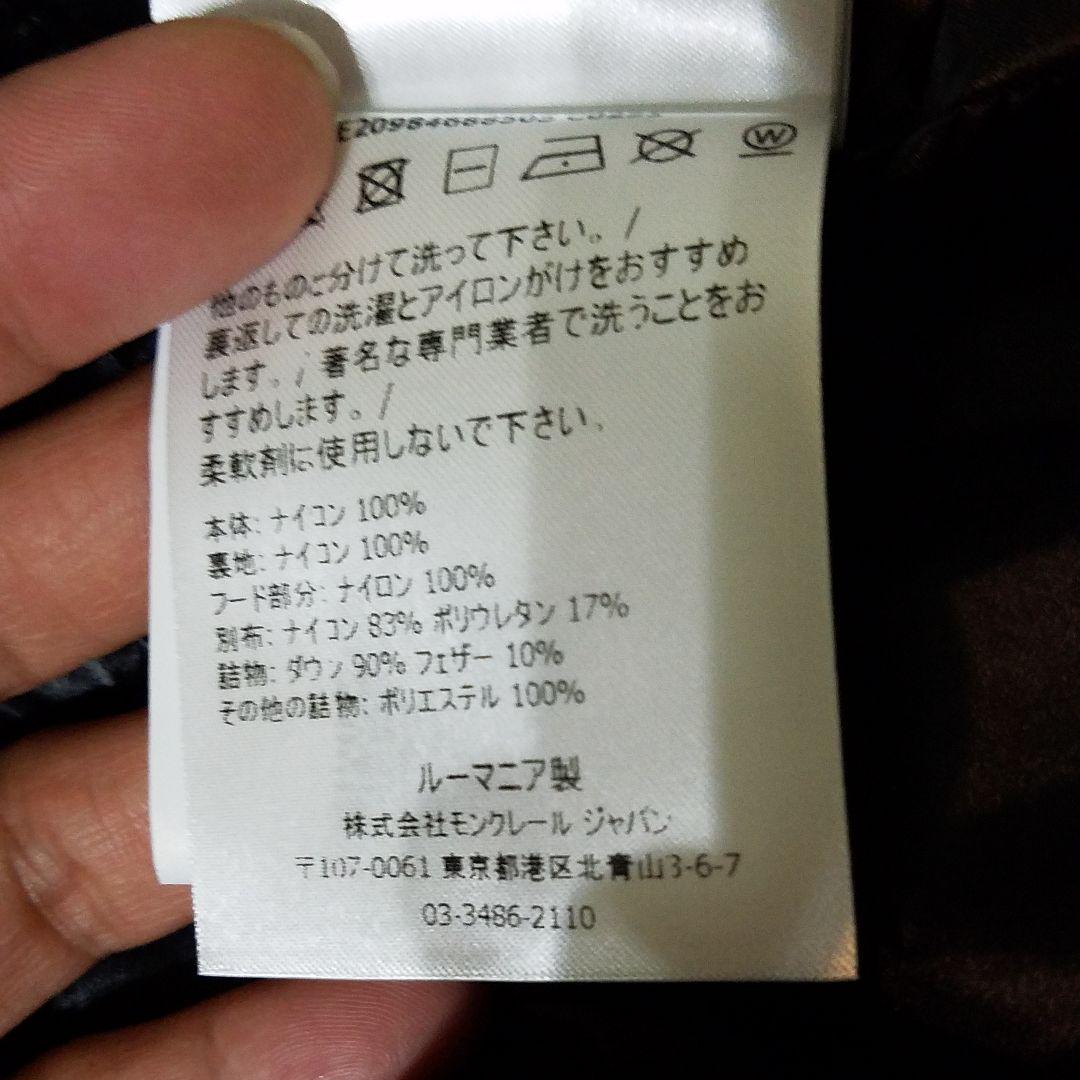 W
他のものと分けて洗って下さい。/
裏返しての洗濯とアイロンがけをおすすめ
します。/ 著名な専門業者で洗うことをお
すすめします。/
柔軟剤は使用しないで下さい。
本体: ナイロン 100%
裏地: ナイロン 100%
フード部分: ナイロン 100%
別布: ナイロン 83% ポリウレタン 17%
詰物: ダウン 90% フェザー 10%
その他の詰物: ポリエステル 100%
ルーマニア製
株式会社モンクレール ジャパン
〒107-0061 東京都港区北青山3-6-7
03-3486-2110